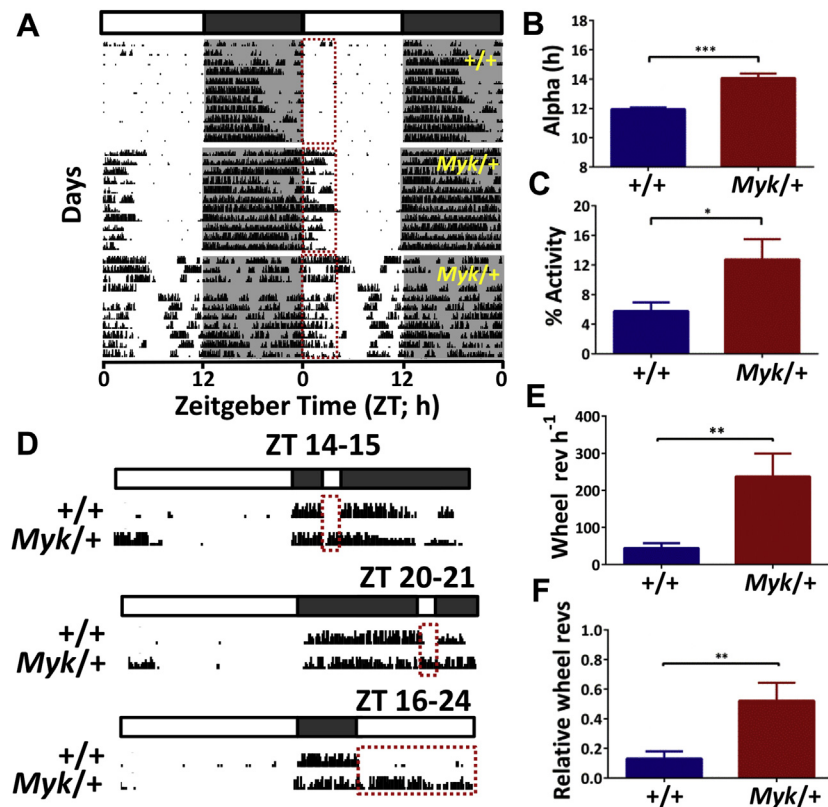 A
+/+
Myk/+
Myk/+
Days
0 12 0 12 0
Zeitgeber Time (ZT; h)
B
Alpha (h)
18
16
14
12
10
8
***
+/+ Myk/+
C
% Activity
20
16
12
8
4
0
*
+/+ Myk/+
D
ZT 14-15
+/+
Myk/+
ZT 20-21
+/+
Myk/+
ZT 16-24
+/+
Myk/+
E
Wheel rev h⁻¹
400
300
200
100
0
**
+/+ Myk/+
F
Relative wheel revs
1.0
0.8
0.6
0.4
0.2
0.0
**
+/+ Myk/+